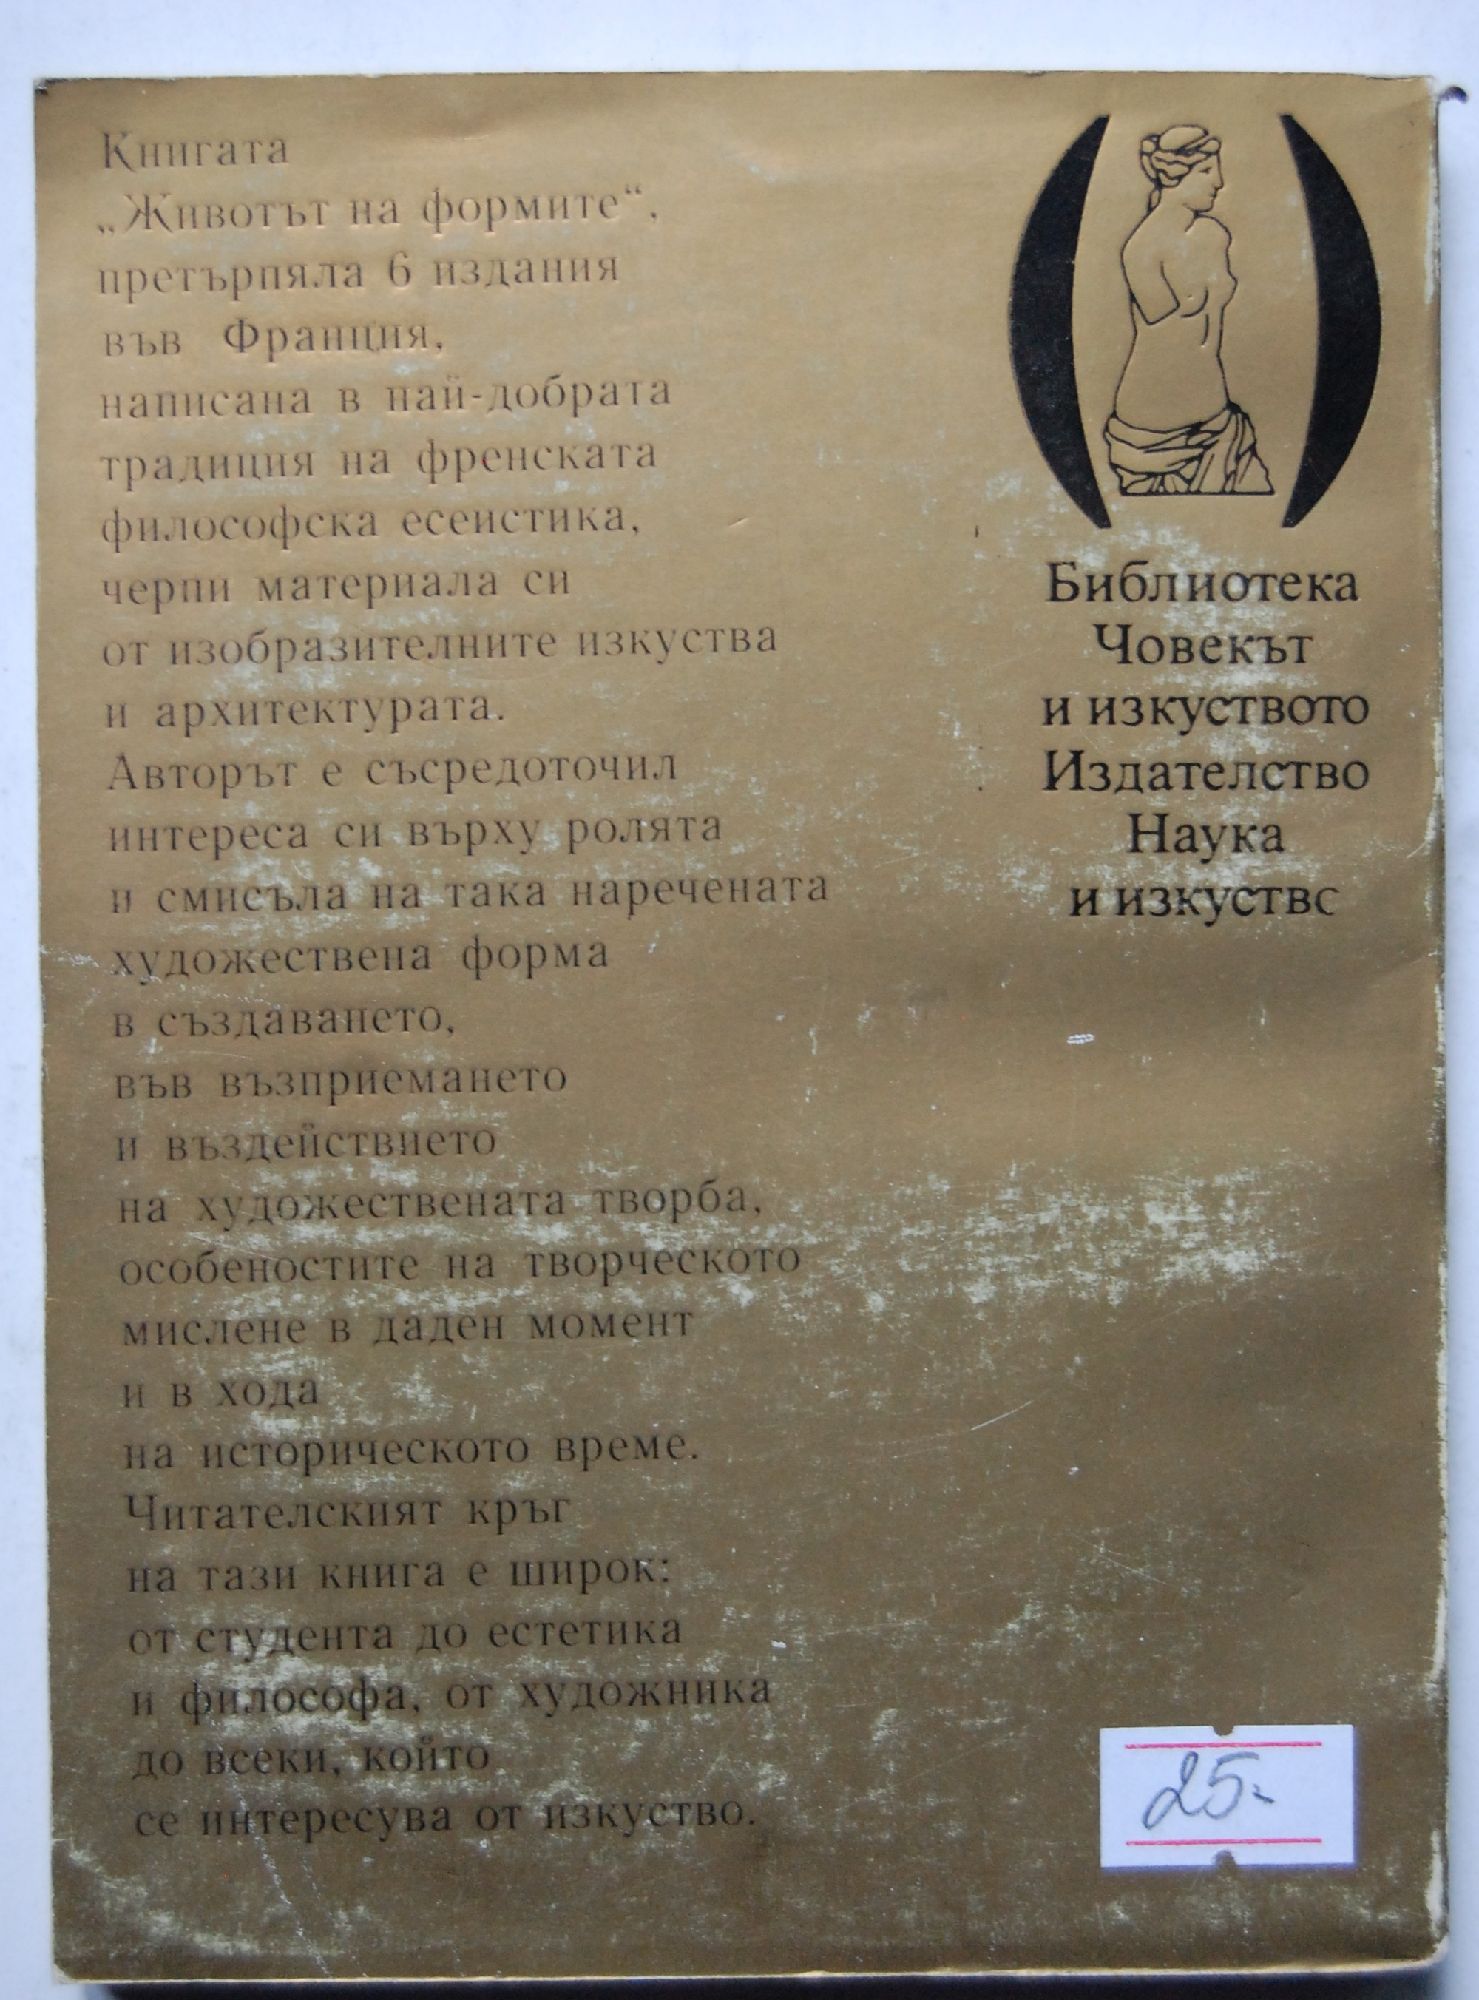 Книгата
„Животът на формите“,
претърпяла 6 издания
във Франция,
написана в най-добрата
традиция на френската
философска есеистика,
черпи материала си
от изобразителните изкуства
и архитектурата.
Авторът е съсредоточил
интереса си върху ролята
и смисъла на така наречената
художествена форма
в създаването,
във възприемането
и въздействието
на художествената творба,
особеностите на творческото
мислене в даден момент
и в хода
на историческото време.
Читателският кръг
на тази книга е широк:
от студента до естетика
и философа, от художника
до всеки, който
се интересува от изкуство.
Библиотека
Човекът
и изкуството
Издателство
Наука
и изкуство
25-